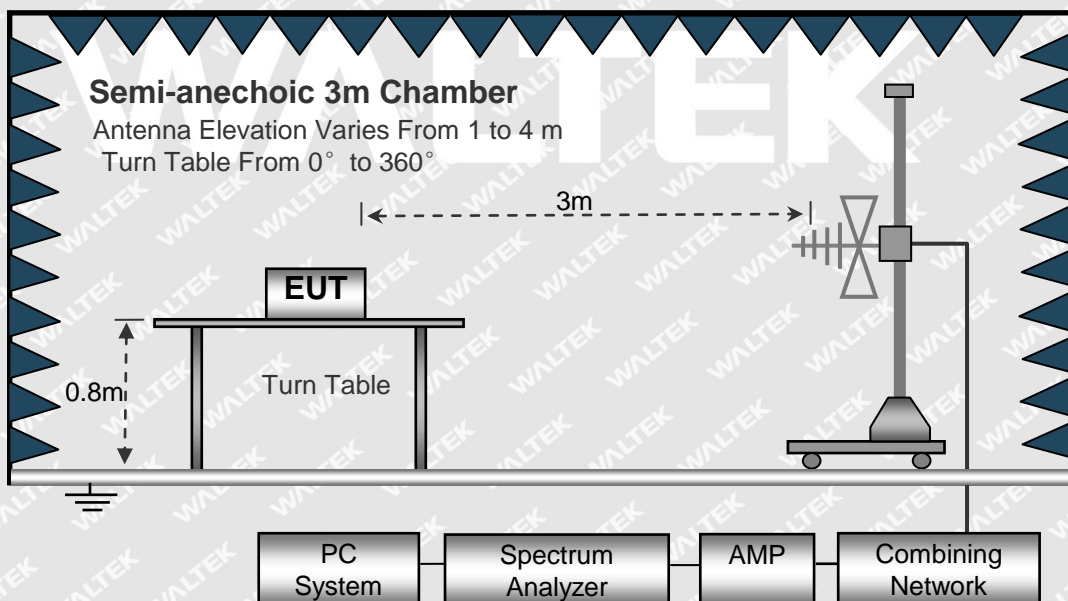 WALTEK
Semi-anechoic 3m Chamber
Antenna Elevation Varies From 1 to 4 m
Turn Table From 0° to 360°
3m
EUT
0.8m
Turn Table
PC
System
Spectrum
Analyzer
AMP
Combining
Network